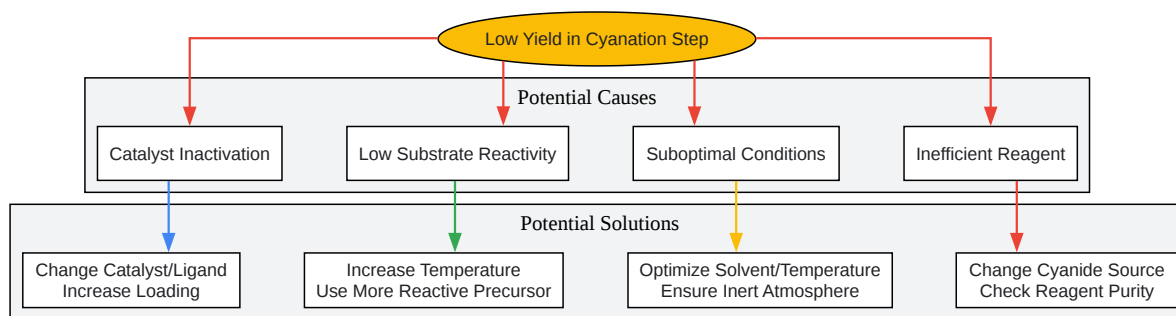 Low Yield in Cyanation Step
Potential Causes
Catalyst Inactivation
Low Substrate Reactivity
Suboptimal Conditions
Inefficient Reagent
Potential Solutions
Change Catalyst/Ligand
Increase Loading
Increase Temperature
Use More Reactive Precursor
Optimize Solvent/Temperature
Ensure Inert Atmosphere
Change Cyanide Source
Check Reagent Purity